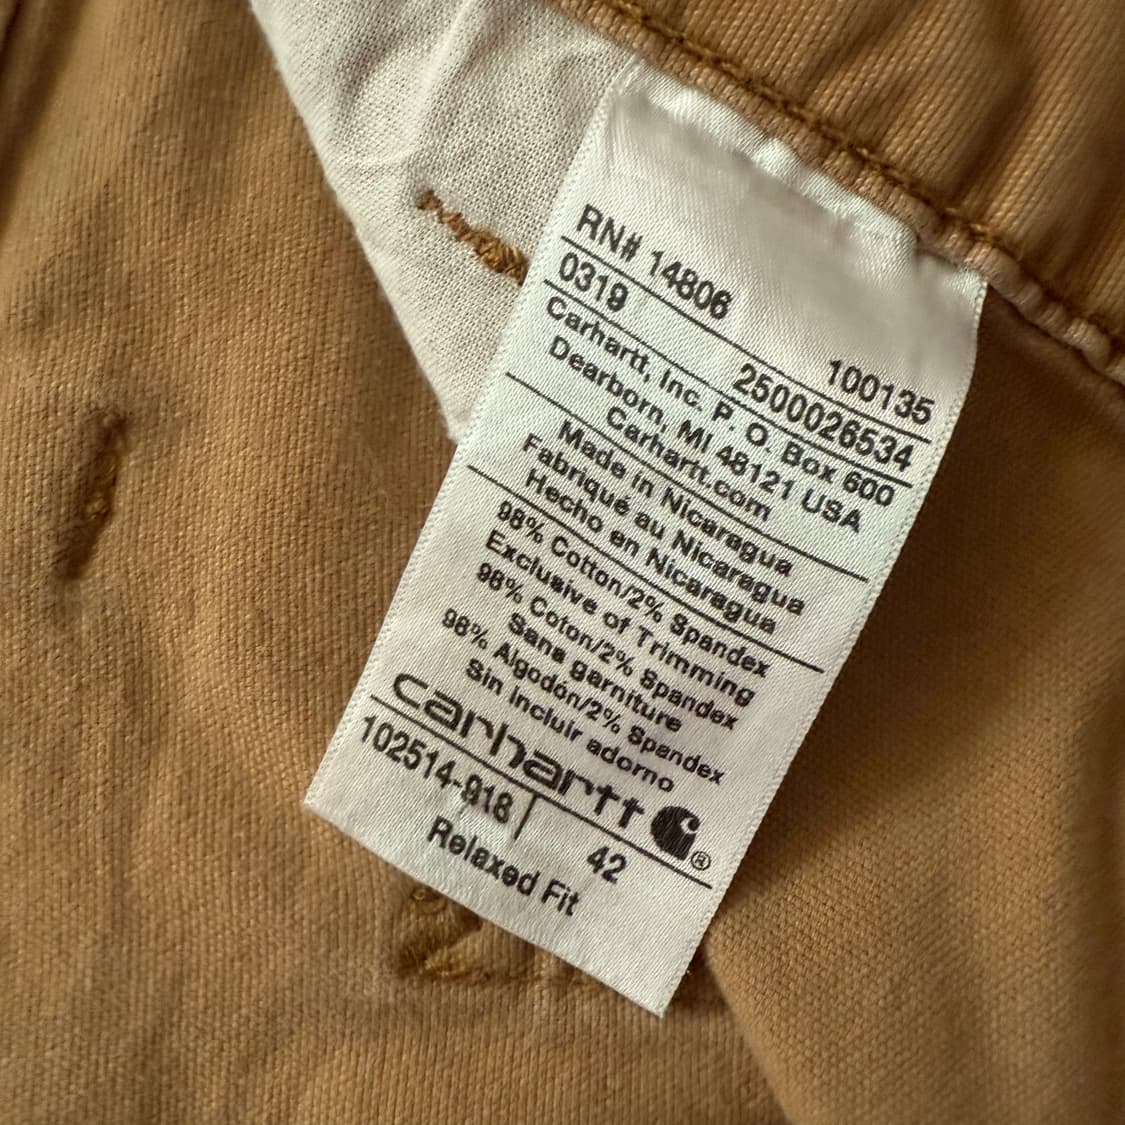 RN# 14806 100135
0319 2500026534
Carhartt, Inc. P. O. Box 600
Dearborn, MI 48121 USA
Carhartt.com
Made in Nicaragua
Fabriqué au Nicaragua
Hecho en Nicaragua
98% Cotton/2% Spandex
Exclusive of Trimming
98% Coton/2% Spandex
Sans garniture
98% Algodón/2% Spandex
Sin incluir adorno
carhartt ®
102514-918 42
Relaxed Fit